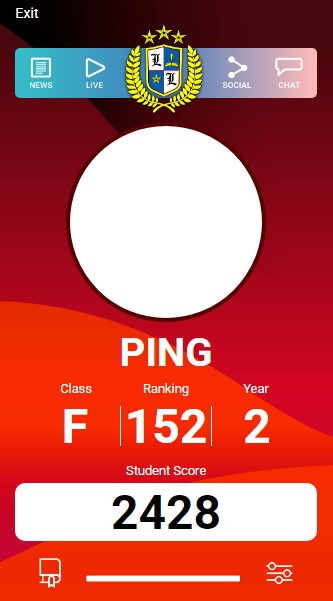 Exit
NEWS LIVE SOCIAL CHAT
L
L
PING
Class Ranking Year
F 152 2
Student Score
2428